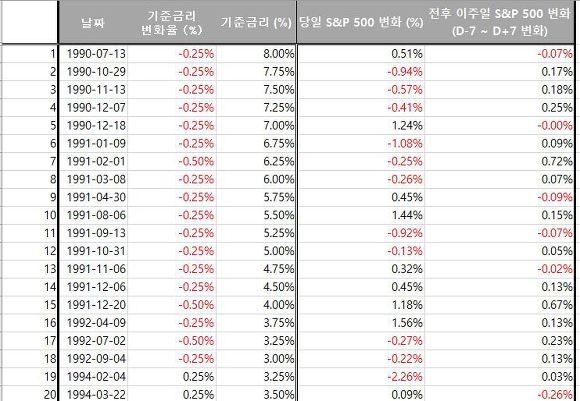 날짜 기준금리 변화율 (%) 기준금리 (%) 당일 S&P 500 변화 (%) 전후 이주일 S&P 500 변화 (D-7 ~ D+7 변화)
1 1990-07-13 -0.25% 8.00% 0.51% -0.07%
2 1990-10-29 -0.25% 7.75% -0.94% 0.17%
3 1990-11-13 -0.25% 7.50% -0.57% 0.18%
4 1990-12-07 -0.25% 7.25% -0.41% 0.25%
5 1990-12-18 -0.25% 7.00% 1.24% -0.00%
6 1991-01-09 -0.25% 6.75% -1.08% 0.09%
7 1991-02-01 -0.50% 6.25% -0.25% 0.72%
8 1991-03-08 -0.25% 6.00% -0.26% 0.07%
9 1991-04-30 -0.25% 5.75% 0.45% -0.09%
10 1991-08-06 -0.25% 5.50% 1.44% 0.15%
11 1991-09-13 -0.25% 5.25% -0.92% -0.07%
12 1991-10-31 -0.25% 5.00% -0.13% 0.05%
13 1991-11-06 -0.25% 4.75% 0.32% -0.02%
14 1991-12-06 -0.25% 4.50% 0.45% 0.13%
15 1991-12-20 -0.50% 4.00% 1.18% 0.67%
16 1992-04-09 -0.25% 3.75% 1.56% 0.13%
17 1992-07-02 -0.50% 3.25% -0.27% 0.23%
18 1992-09-04 -0.25% 3.00% -0.22% 0.13%
19 1994-02-04 0.25% 3.25% -2.26% 0.03%
20 1994-03-22 0.25% 3.50% 0.09% -0.26%